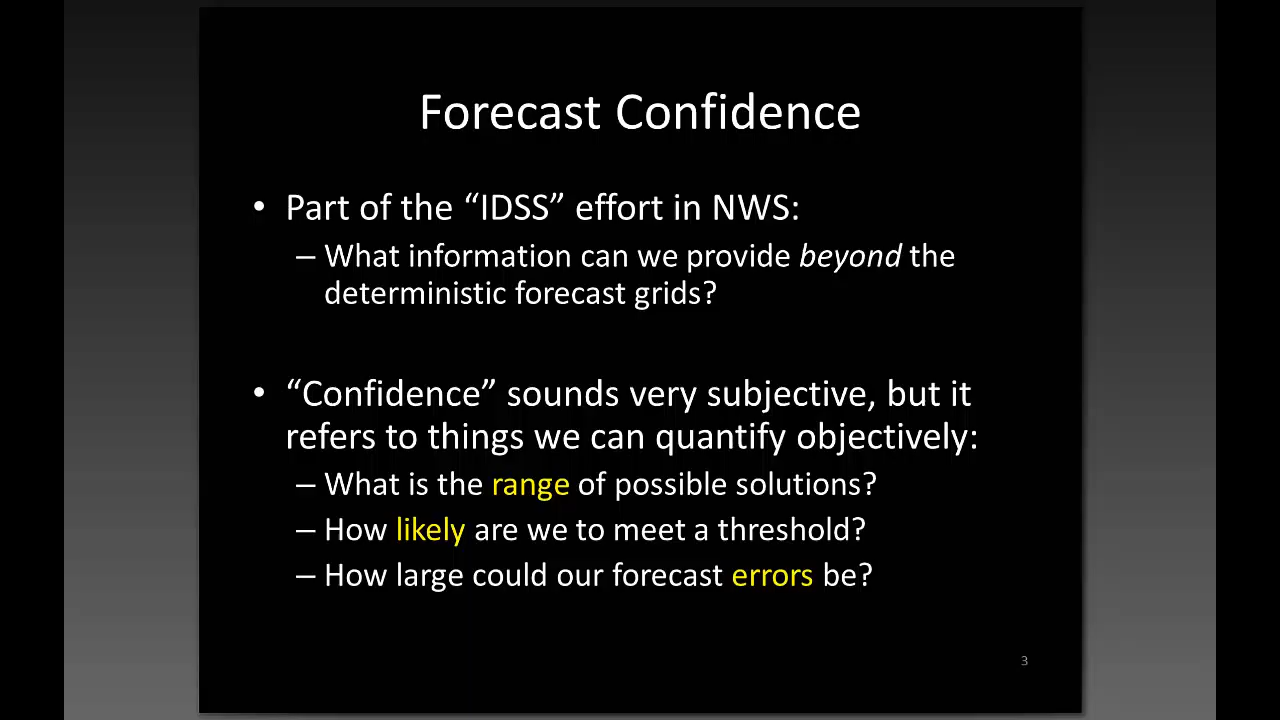 Forecast Confidence
• Part of the “IDSS” effort in NWS:
– What information can we provide beyond the
deterministic forecast grids?
• “Confidence” sounds very subjective, but it
refers to things we can quantify objectively:
– What is the range of possible solutions?
– How likely are we to meet a threshold?
– How large could our forecast errors be?
3